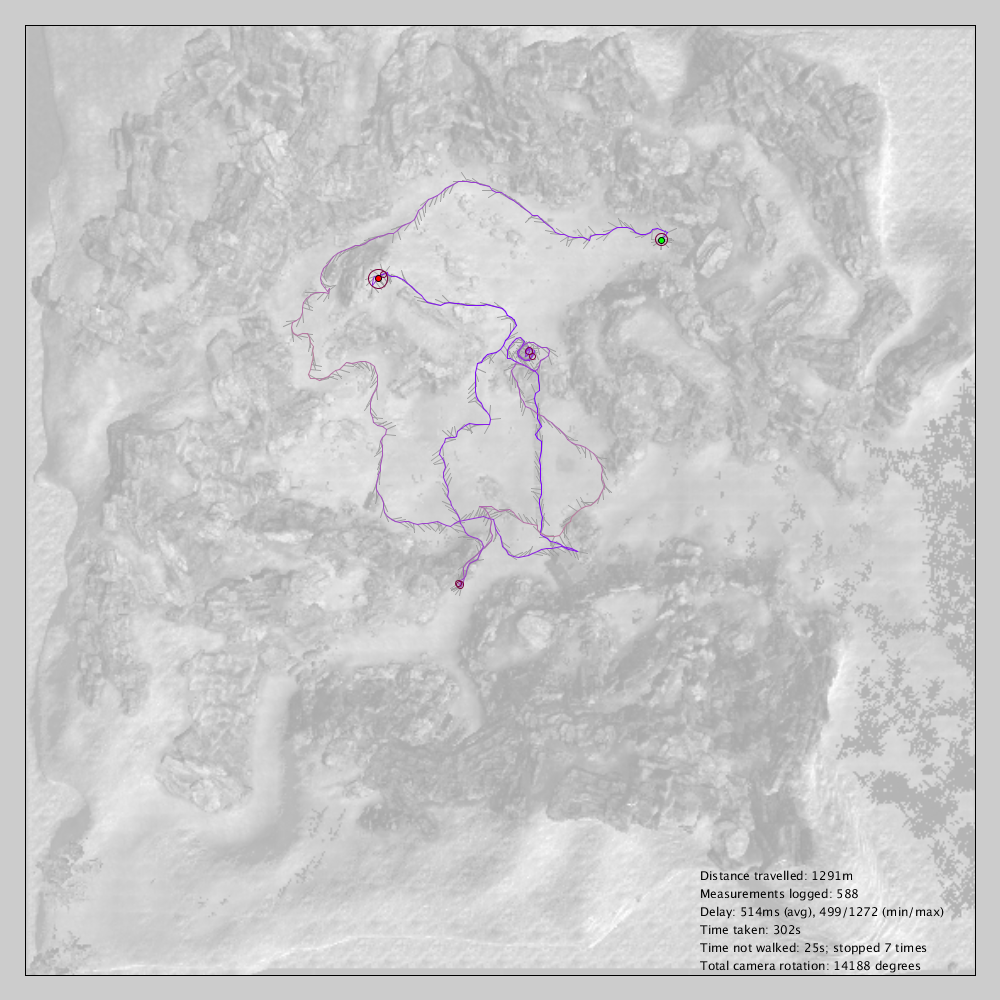 Distance travelled: 1291m
Measurements logged: 588
Delay: 514ms (avg), 499/1272 (min/max)
Time taken: 302s
Time not walked: 25s; stopped 7 times
Total camera rotation: 14188 degrees